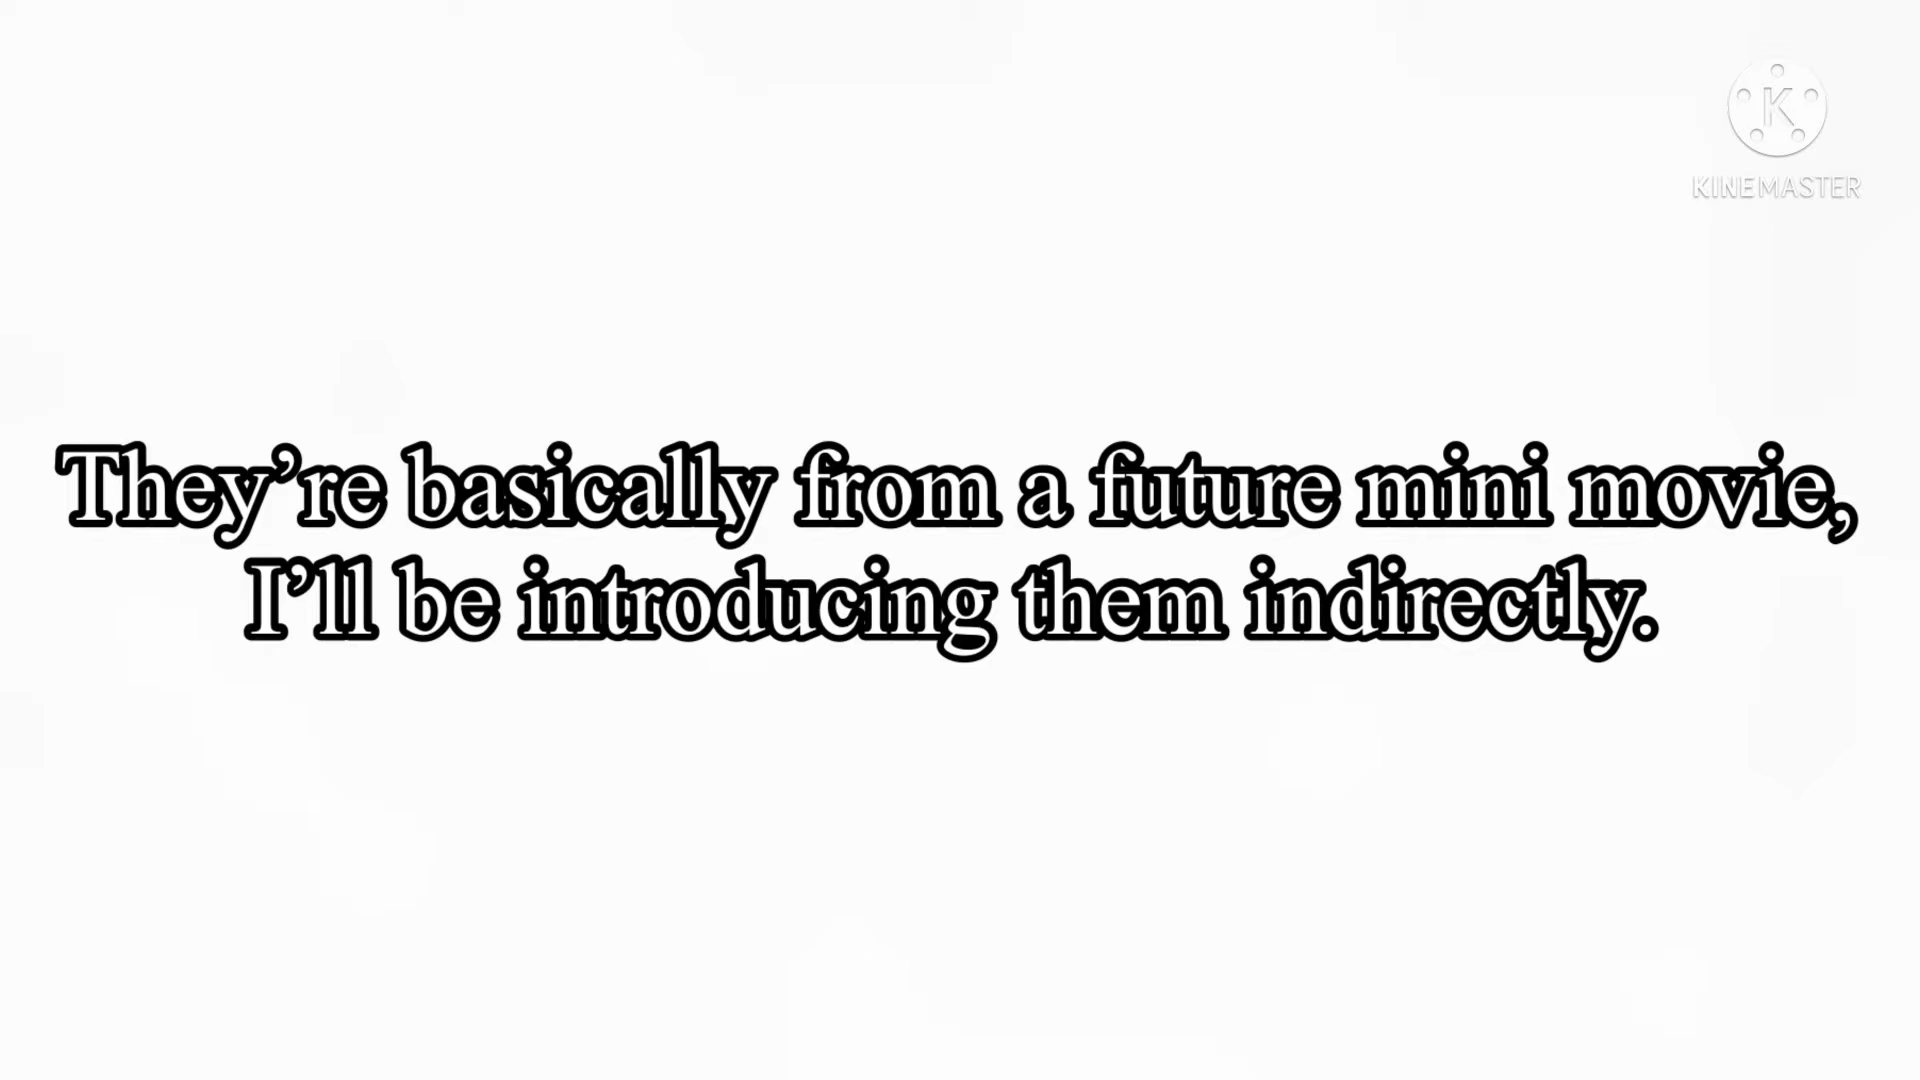 K
KINEMASTER
They’re basically from a future mini movie,
I’ll be introducing them indirectly.